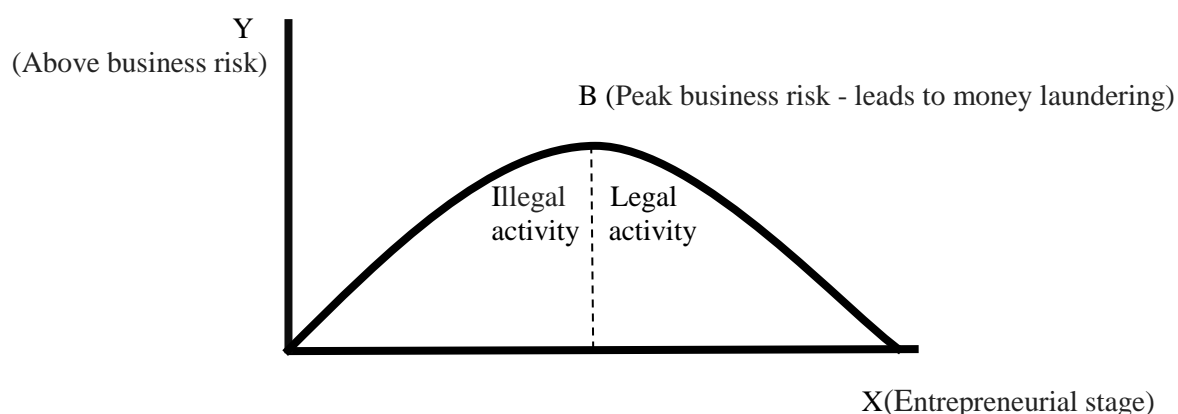 Y
(Above business risk)
B (Peak business risk - leads to money laundering)
Illegal
activity
Legal
activity
X(Entrepreneurial stage)